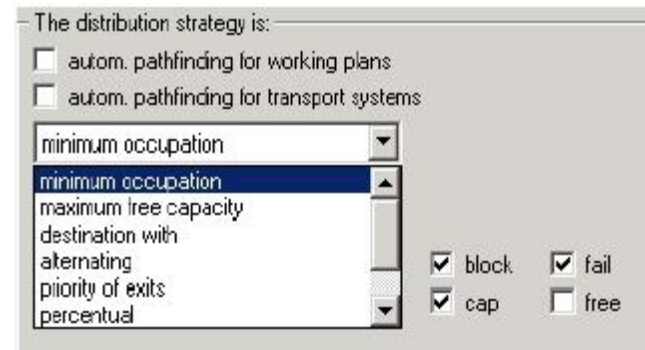 The distribution strategy is:
autom. pathfinding for working plans
autom. pathfinding for transport systems
minimum occupation
minimum occupation
maximum free capacity
destination with
alternating
priority of exits
percentual
block fail
cap free